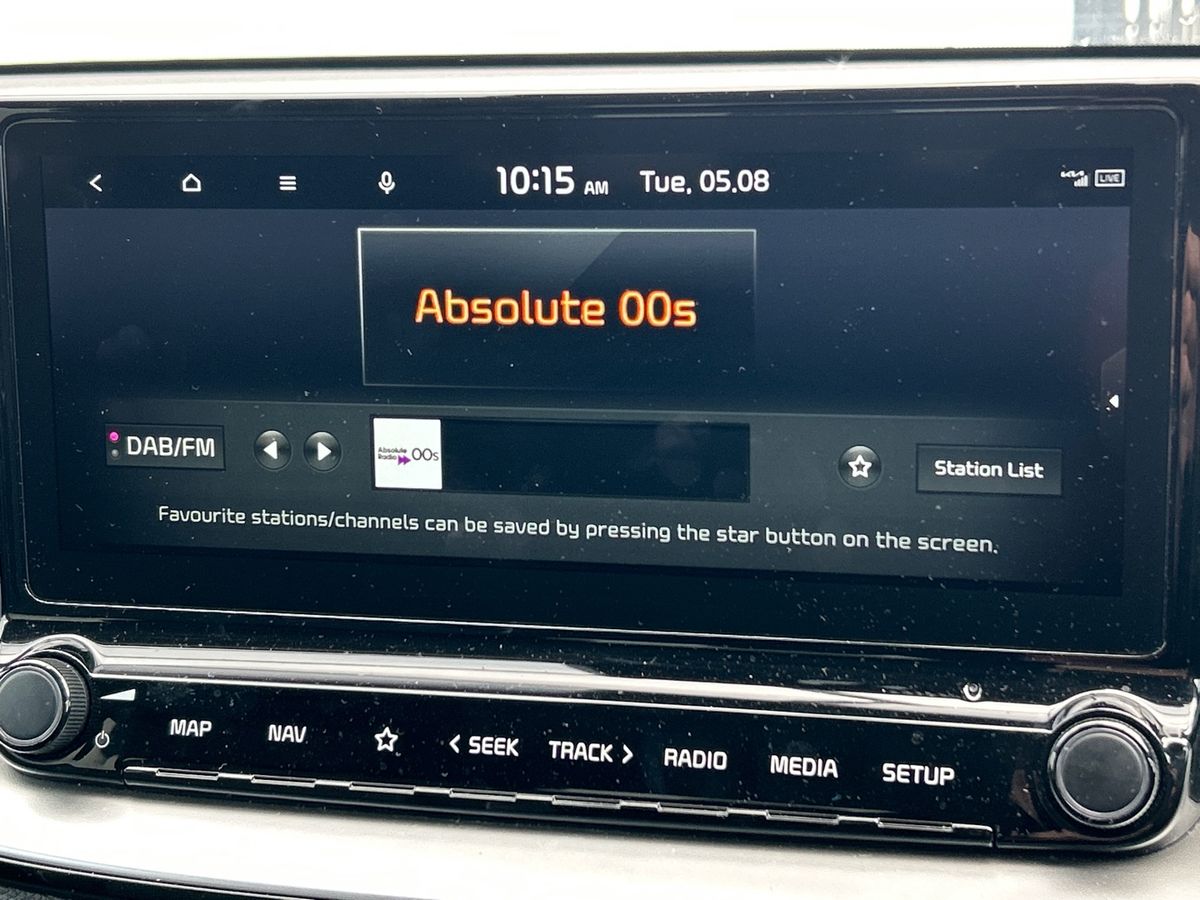 10:15 AM Tue, 05.08
KIA LIVE
Absolute 00s
DAB/FM
Absolute Radio 00s
Station List
Favourite stations/channels can be saved by pressing the star button on the screen.
MAP NAV SEEK TRACK RADIO MEDIA SETUP